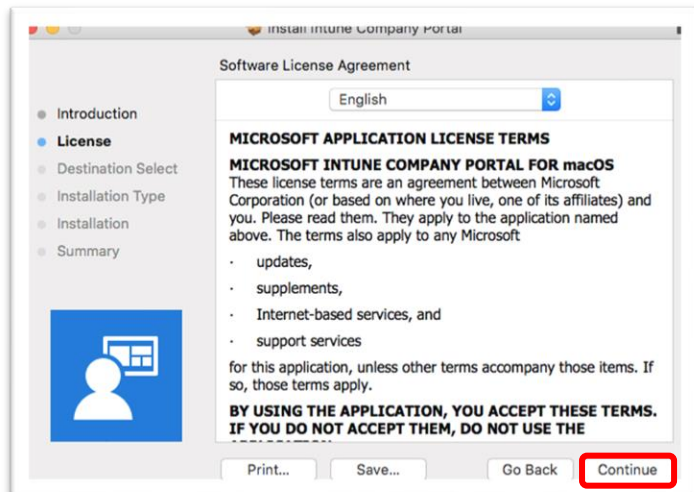 Install Intune Company Portal
Software License Agreement
English
Introduction
License
Destination Select
Installation Type
Installation
Summary
MICROSOFT APPLICATION LICENSE TERMS
MICROSOFT INTUNE COMPANY PORTAL FOR macOS
These license terms are an agreement between Microsoft
Corporation (or based on where you live, one of its affiliates) and
you. Please read them. They apply to the application named
above. The terms also apply to any Microsoft
· updates,
· supplements,
· Internet-based services, and
· support services
for this application, unless other terms accompany those items. If
so, those terms apply.
BY USING THE APPLICATION, YOU ACCEPT THESE TERMS.
IF YOU DO NOT ACCEPT THEM, DO NOT USE THE
Print... Save... Go Back Continue